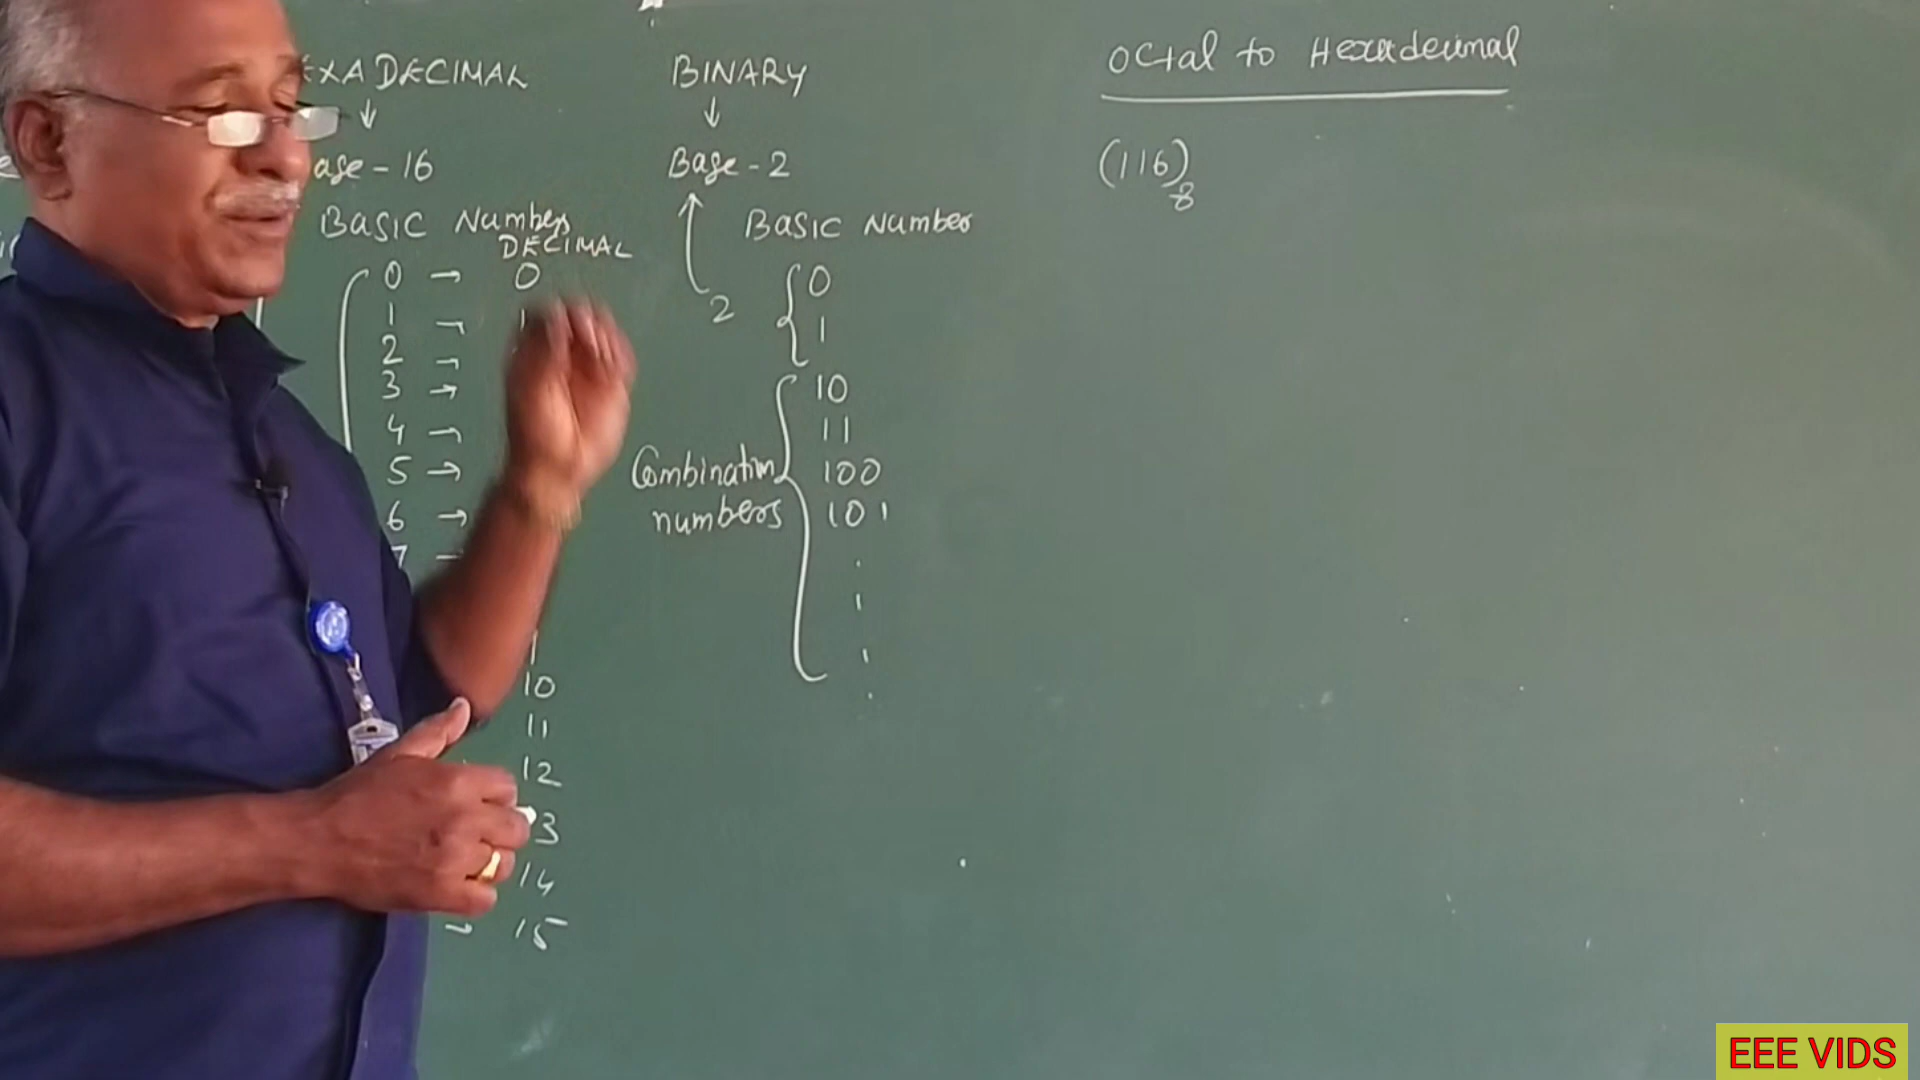 EXADECIMAL
↓
ase - 16
BASIC Numbers
DECIMAL
0 → 0
1 → 1
2 →
3 →
4 →
5 →
6 →
7 →
10
11
12
3
14
→ 15
BINARY
↓
Base - 2
2
BASIC Number
0
1
10
11
100
101
Combination
numbers
Octal to Hexadecimal
(116)8
EEE VIDS